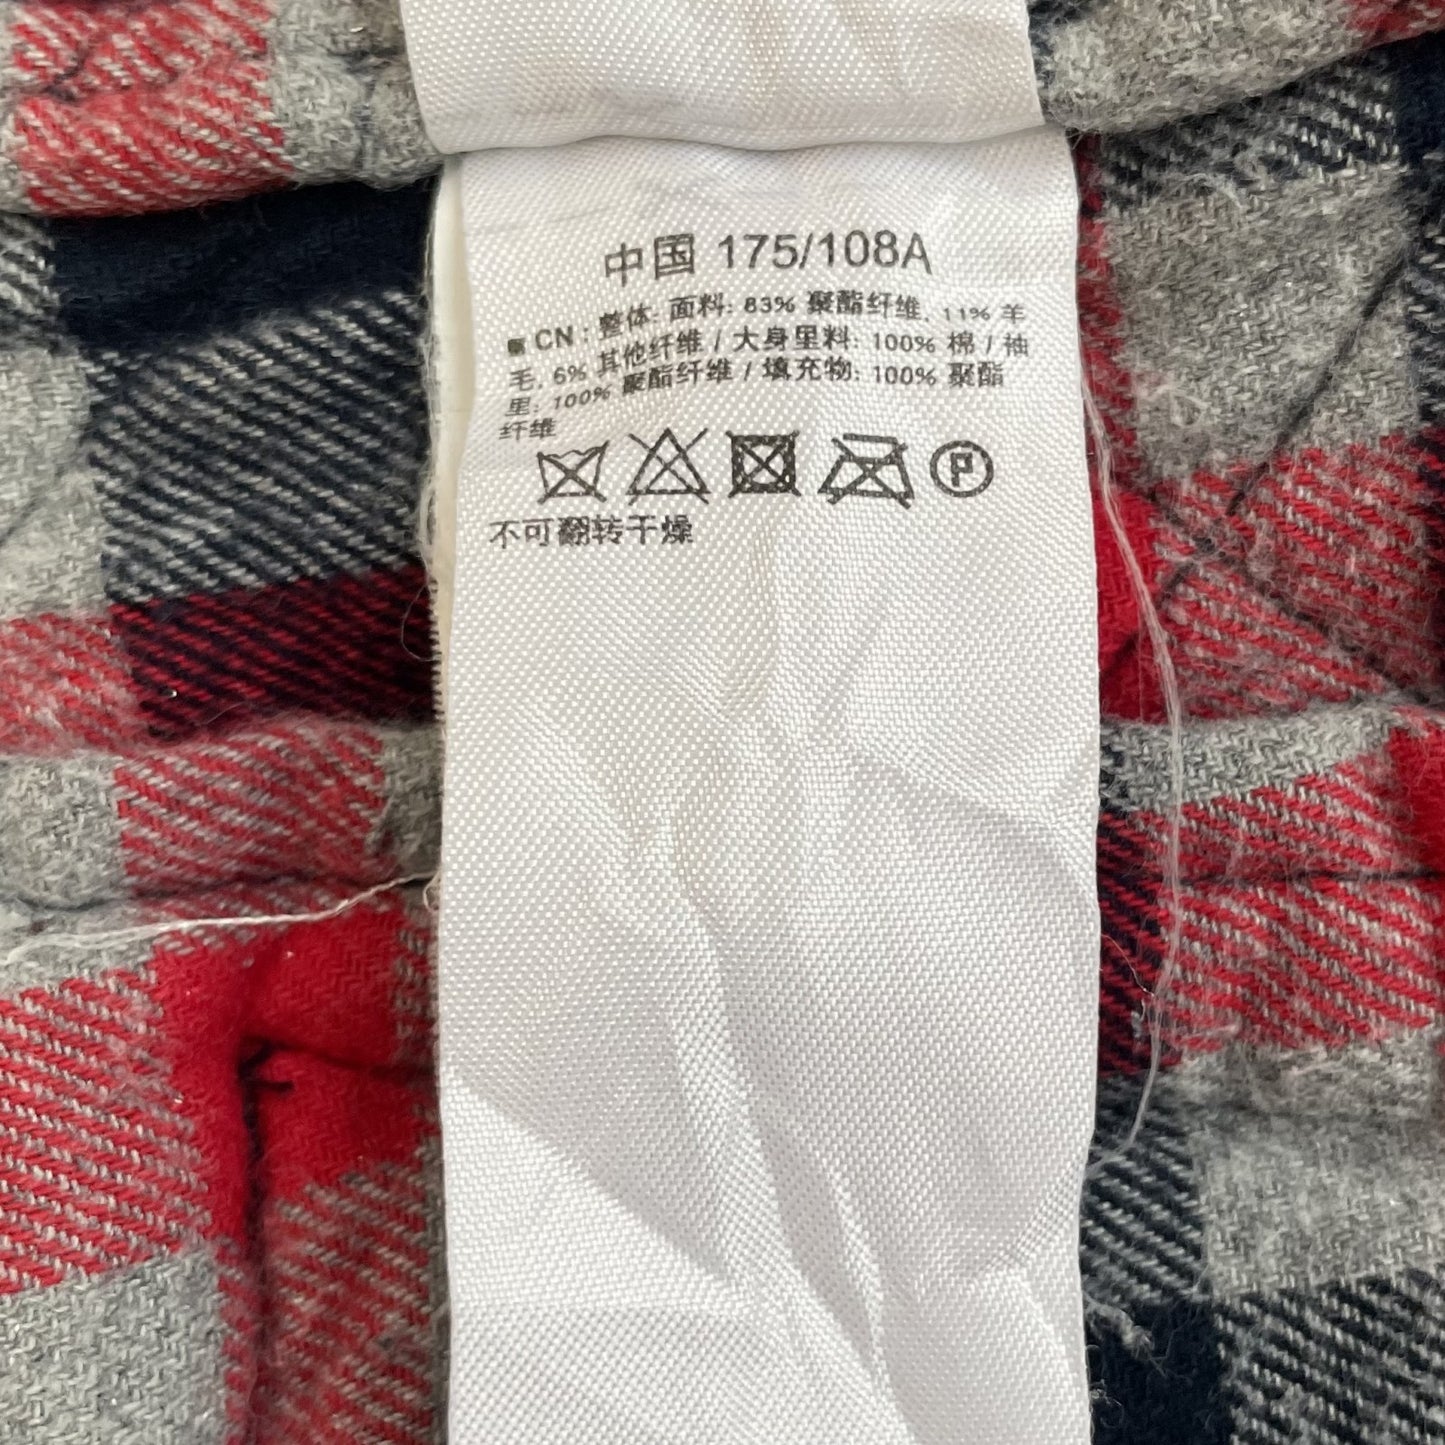 中国 175/108A
■ CN : 整体: 面料: 83% 聚酯纤维, 11% 羊
毛, 6% 其他纤维 / 大身里料: 100% 棉 / 袖
里: 100% 聚酯纤维 / 填充物: 100% 聚酯
纤维
P
不可翻转干燥